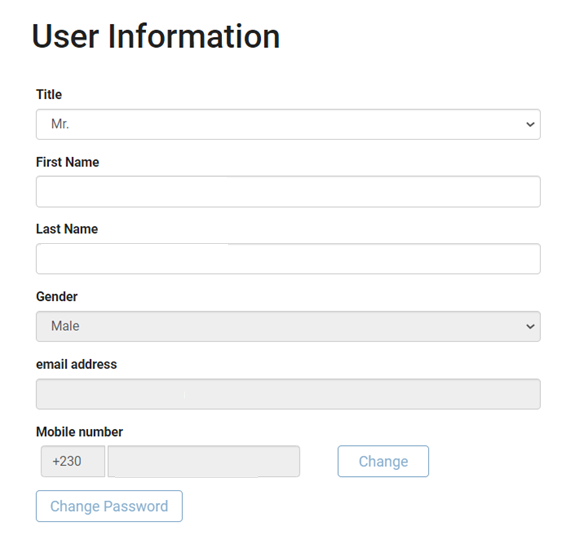 User Information
Title
Mr.
First Name
Last Name
Gender
Male
email address
Mobile number
+230 Change
Change Password